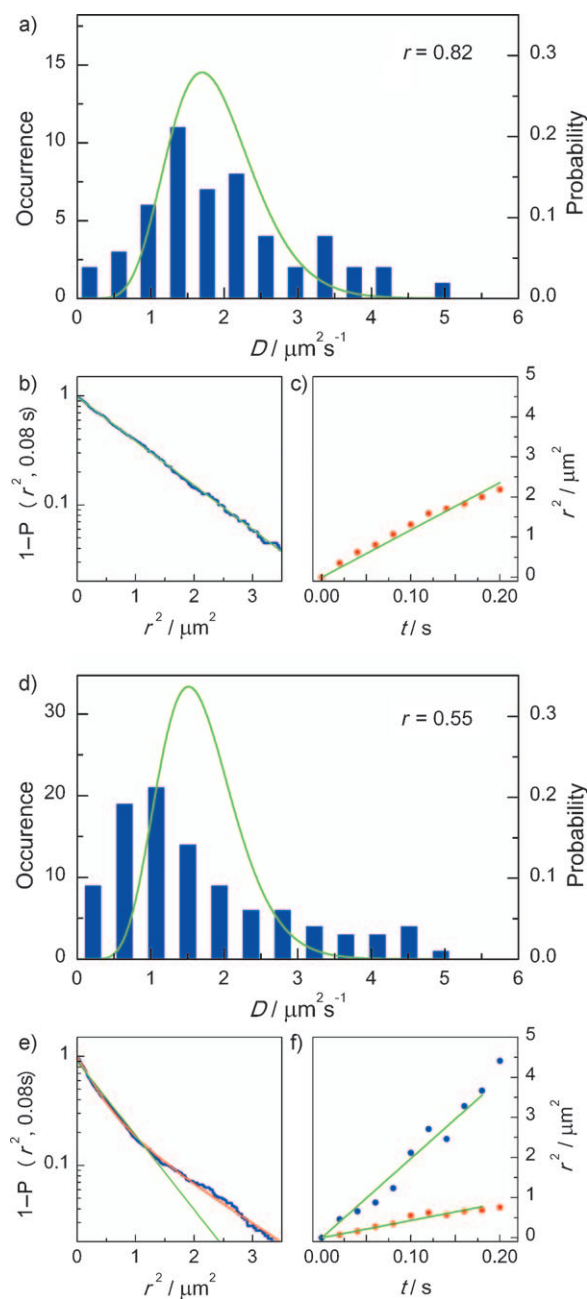 a)
r = 0.82
15
10
5
0
Occurrence
0.3
0.2
0.1
0.0
Probability
0 1 2 3 4 5 6
D / μm²s⁻¹
b)
1
0.1
1–P (r², 0.08 s)
0 1 2 3
r² / μm²
c)
5
4
3
2
1
0
r² / μm²
0.00 0.10 0.20
t / s
d)
r = 0.55
30
20
10
0
Occurence
0.3
0.2
0.1
0.0
Probability
0 1 2 3 4 5 6
D / μm²s⁻¹
e)
1
0.1
1–P (r², 0.08s)
0 1 2 3
r² / μm²
f)
5
4
3
2
1
0
r² / μm²
0.00 0.10 0.20
t / s